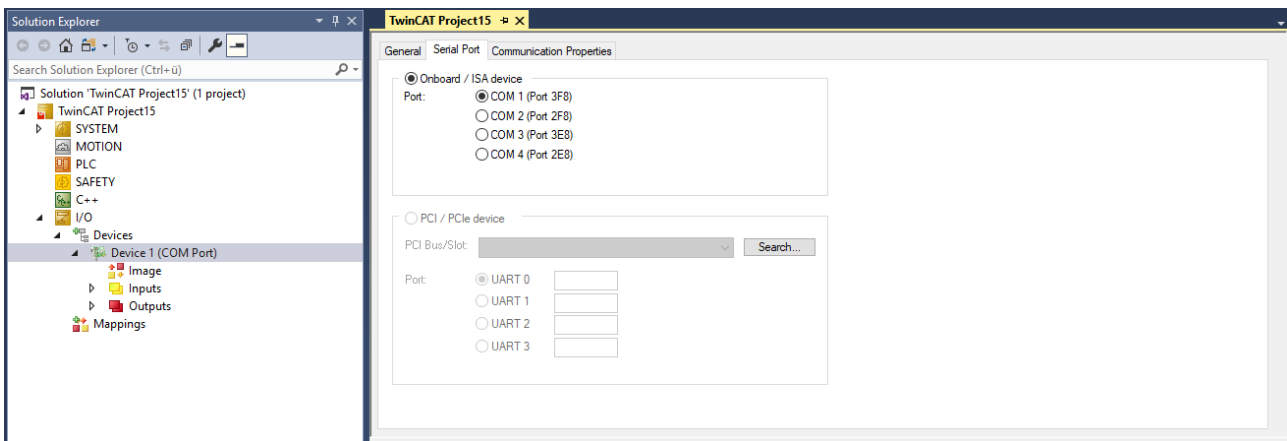 Solution Explorer
Search Solution Explorer (Ctrl+ü)
Solution 'TwinCAT Project15' (1 project)
TwinCAT Project15
SYSTEM
MOTION
PLC
SAFETY
C++
I/O
Devices
Device 1 (COM Port)
Image
Inputs
Outputs
Mappings
TwinCAT Project15
General Serial Port Communication Properties
Onboard / ISA device
Port: COM 1 (Port 3F8)
COM 2 (Port 2F8)
COM 3 (Port 3E8)
COM 4 (Port 2E8)
PCI / PCIe device
PCI Bus/Slot: Search...
Port: UART 0
UART 1
UART 2
UART 3